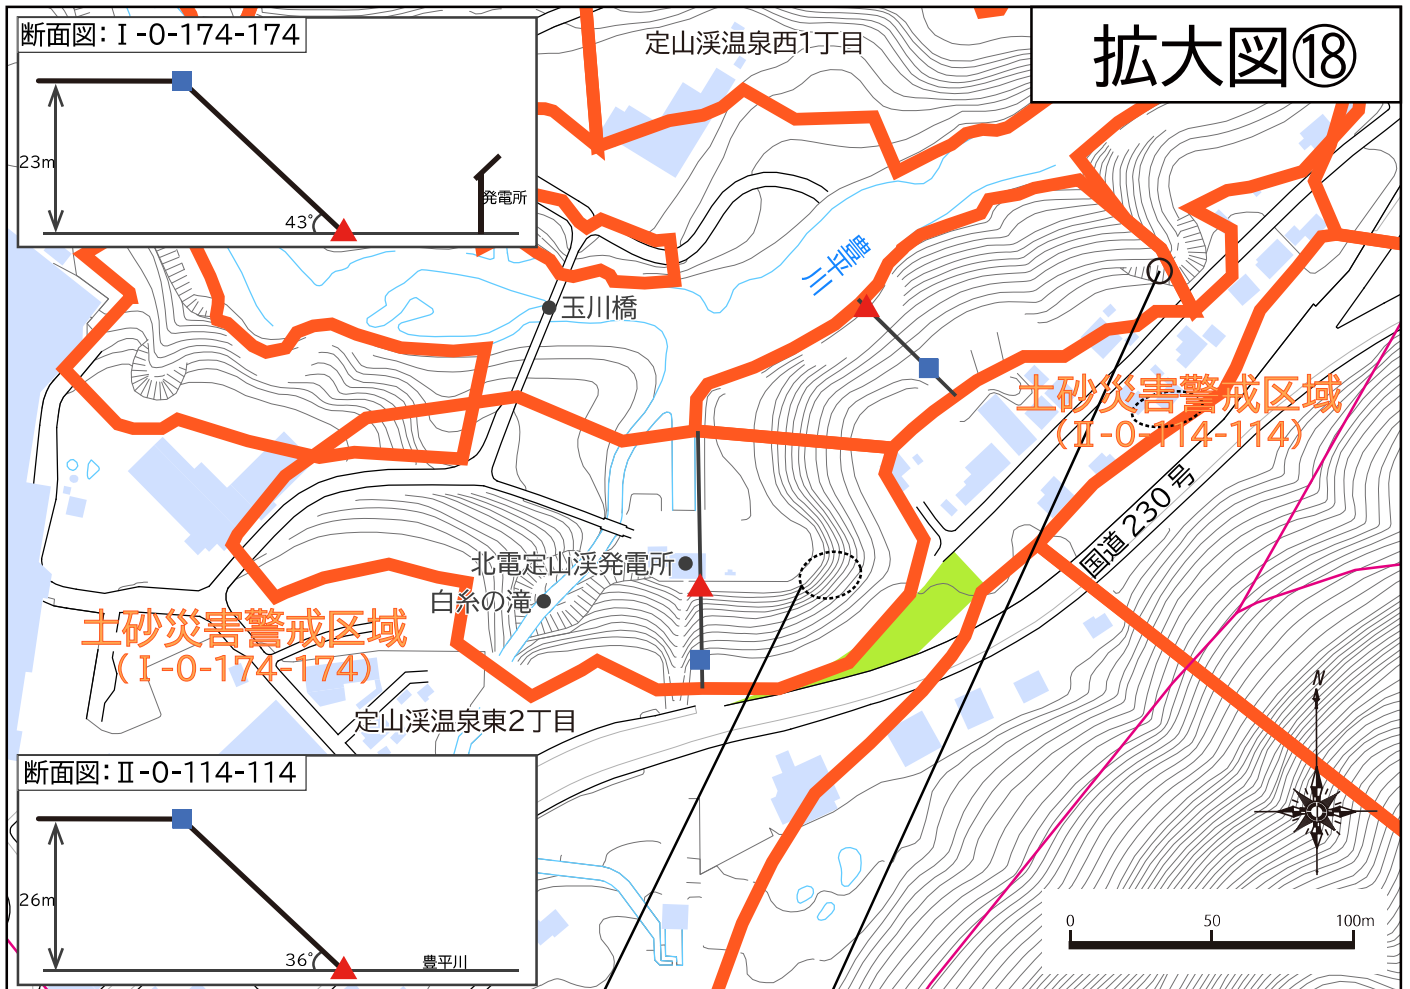 断面図：Ⅰ-0-174-174
23m
43°
発電所
定山渓温泉西1丁目
拡大図⑱
豊平川
玉川橋
土砂災害警戒区域
（Ⅱ-0-114-114）
国道230号
北電定山渓発電所
白糸の滝
土砂災害警戒区域
（Ⅰ-0-174-174）
定山渓温泉東2丁目
断面図：Ⅱ-0-114-114
26m
36°
豊平川
N
0 50 100m